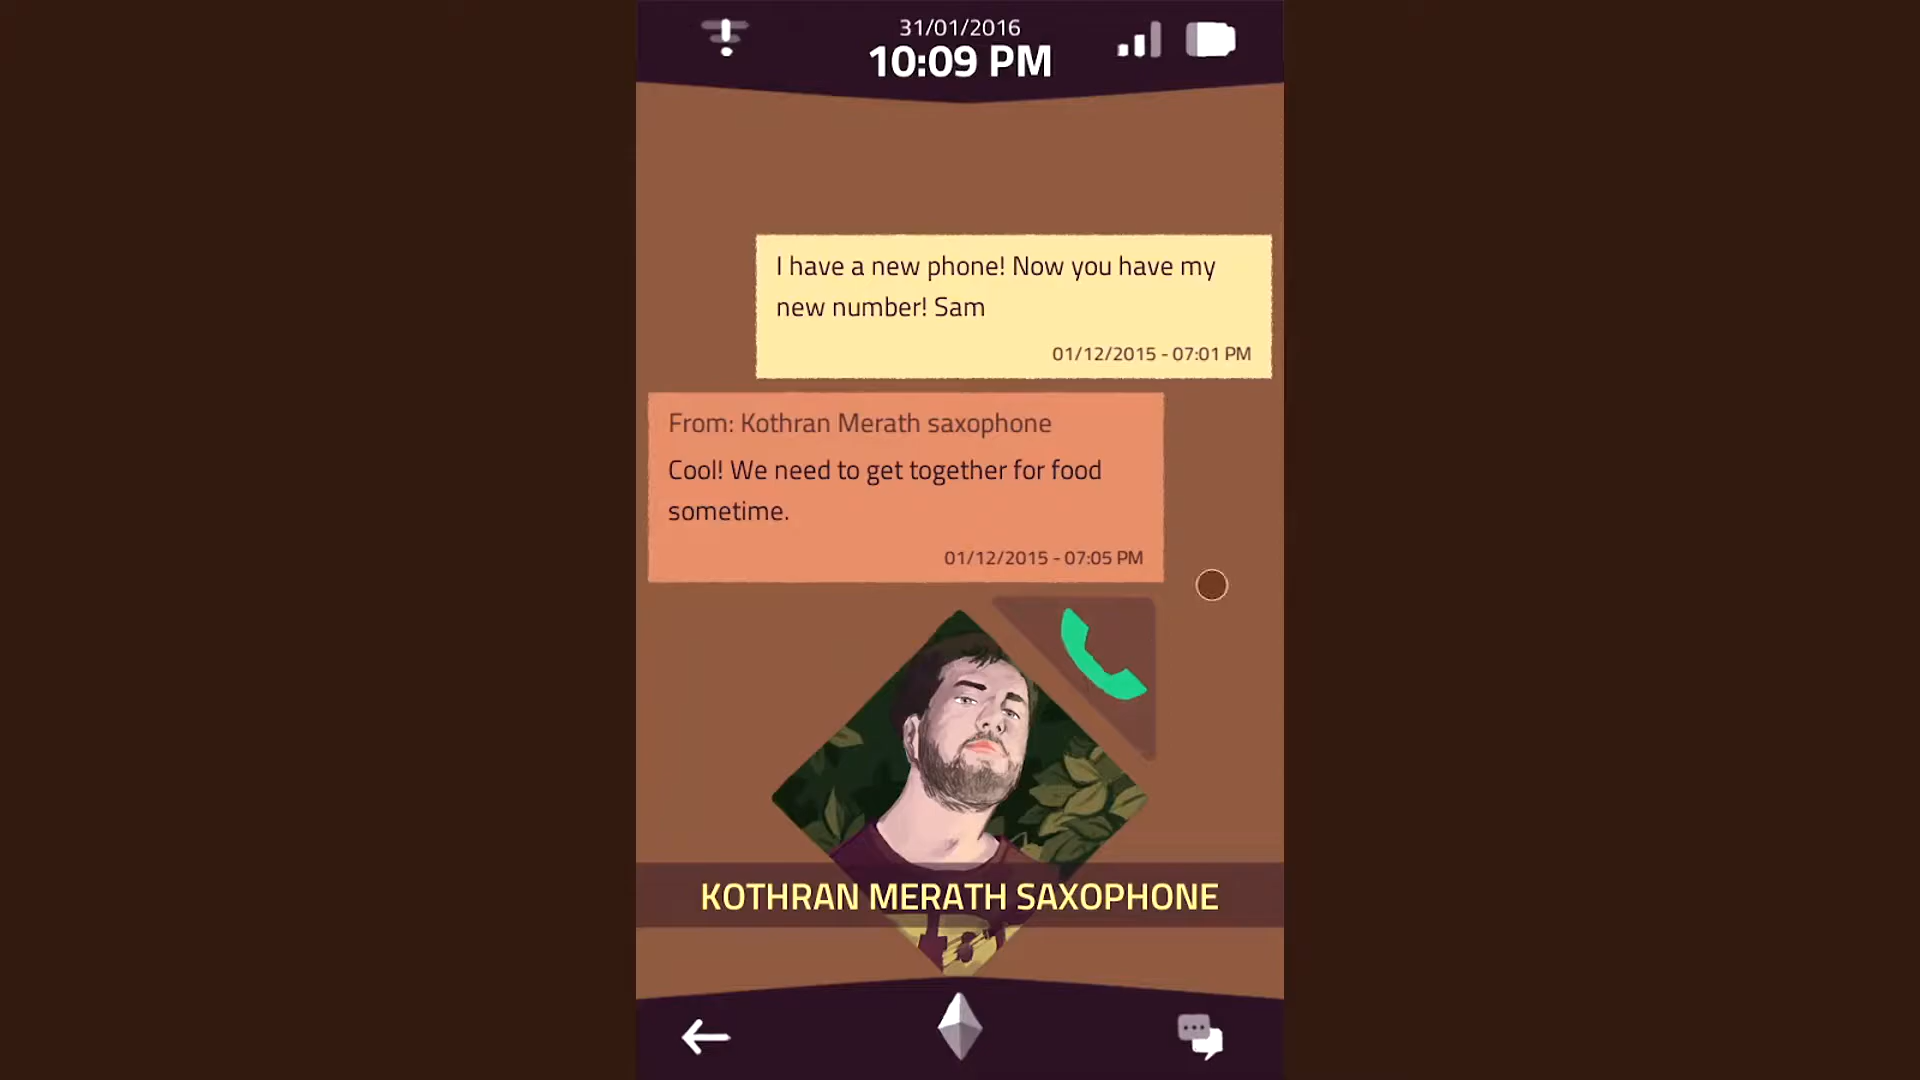 31/01/2016
10:09 PM
I have a new phone! Now you have my
new number! Sam
01/12/2015 - 07:01 PM
From: Kothran Merath saxophone
Cool! We need to get together for food
sometime.
01/12/2015 - 07:05 PM
KOTHRAN MERATH SAXOPHONE